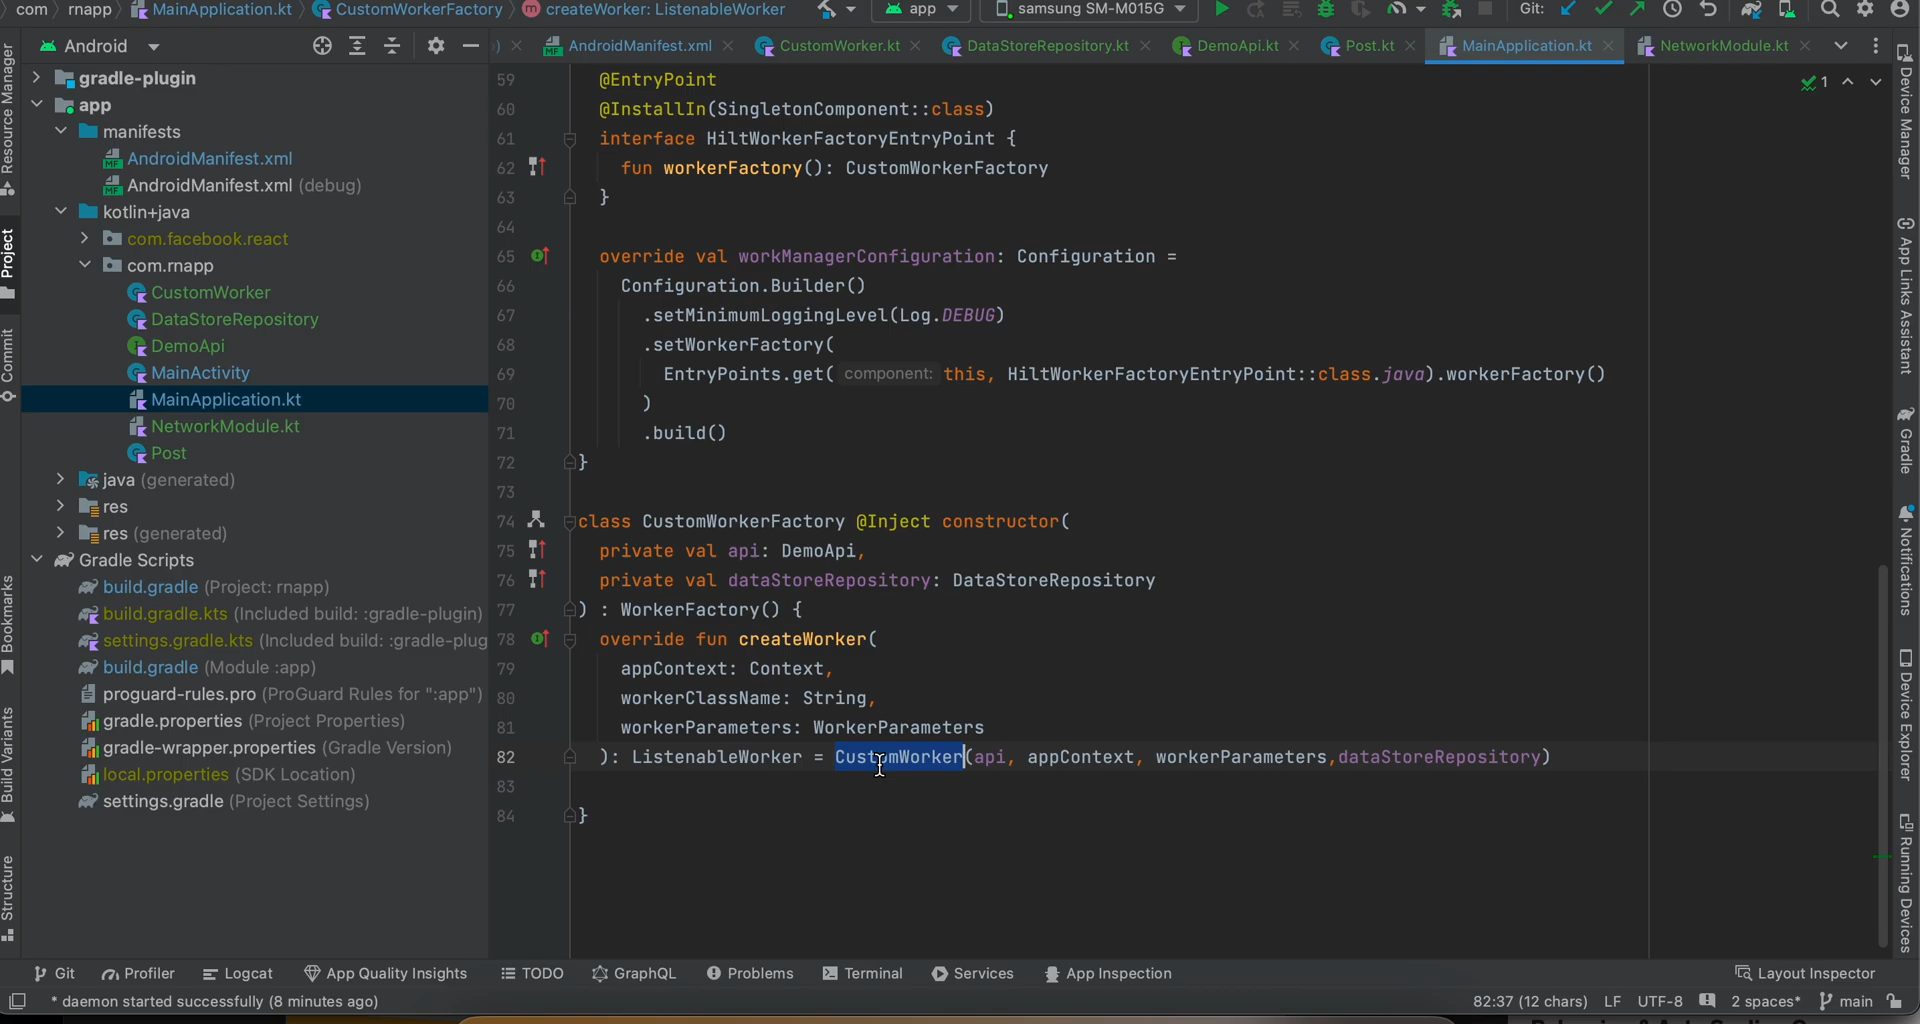 com
rnapp
MainApplication.kt
CustomWorkerFactory
createWorker: ListenableWorker
app
samsung SM-M015G
Git:
Android
AndroidManifest.xml
CustomWorker.kt
DataStoreRepository.kt
DemoApi.kt
Post.kt
MainApplication.kt
NetworkModule.kt
Resource Manager
Project
Commit
Bookmarks
Build Variants
Structure
gradle-plugin
app
manifests
AndroidManifest.xml
AndroidManifest.xml (debug)
kotlin+java
com.facebook.react
com.rnapp
CustomWorker
DataStoreRepository
DemoApi
MainActivity
MainApplication.kt
NetworkModule.kt
Post
java (generated)
res
res (generated)
Gradle Scripts
build.gradle (Project: rnapp)
build.gradle.kts (Included build: :gradle-plugin)
settings.gradle.kts (Included build: :gradle-plug
build.gradle (Module :app)
proguard-rules.pro (ProGuard Rules for ":app")
gradle.properties (Project Properties)
gradle-wrapper.properties (Gradle Version)
local.properties (SDK Location)
settings.gradle (Project Settings)
1
59 @EntryPoint
60 @InstallIn(SingletonComponent::class)
61 interface HiltWorkerFactoryEntryPoint {
62 fun workerFactory(): CustomWorkerFactory
63 }
64
65 override val workManagerConfiguration: Configuration =
66 Configuration.Builder()
67 .setMinimumLoggingLevel(Log.DEBUG)
68 .setWorkerFactory(
69 EntryPoints.get( component: this, HiltWorkerFactoryEntryPoint::class.java).workerFactory()
70 )
71 .build()
72 }
73
74 class CustomWorkerFactory @Inject constructor(
75 private val api: DemoApi,
76 private val dataStoreRepository: DataStoreRepository
77 ) : WorkerFactory() {
78 override fun createWorker(
79 appContext: Context,
80 workerClassName: String,
81 workerParameters: WorkerParameters
82 ): ListenableWorker = CustomWorker(api, appContext, workerParameters,dataStoreRepository)
83
84 }
Device Manager
App Links Assistant
Gradle
Notifications
Device Explorer
Running Devices
Git
Profiler
Logcat
App Quality Insights
TODO
GraphQL
Problems
Terminal
Services
App Inspection
Layout Inspector
* daemon started successfully (8 minutes ago)
82:37 (12 chars)
LF
UTF-8
2 spaces*
main